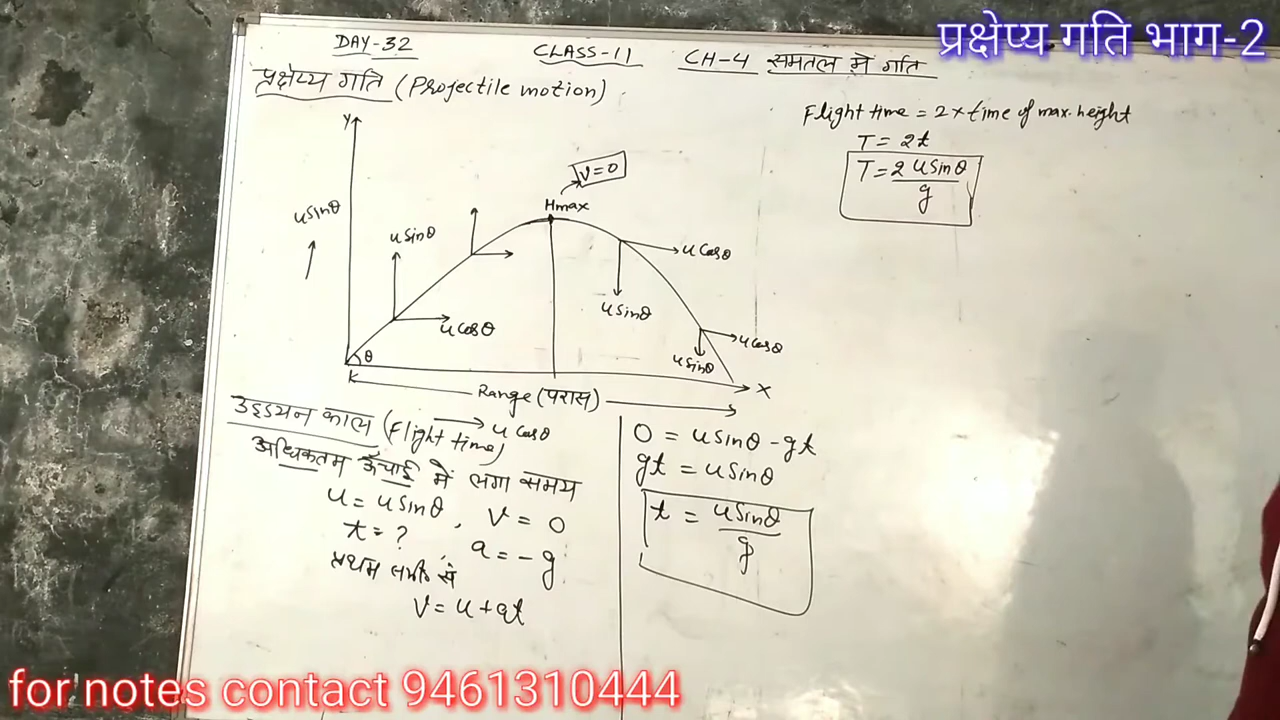 प्रक्षेप्य गति भाग-2
DAY-32 CLASS-11 CH-4 समतल में गति
प्रक्षेप्य गति (Projectile motion)
Y
V=0
Hmax
usinθ
usinθ
ucosθ
ucosθ
usinθ
ucosθ
usinθ
θ
X
Range (परास)
ucosθ
उड्डयन काल (Flight time)
अधिकतम ऊँचाई में लगा समय
u = usinθ, V = 0
t = ?, a = -g
प्रथम समी० से
V = u + at
0 = usinθ - gt
gt = usinθ
t = usinθ/g
Flight time = 2 × time of max. height
T = 2t
T = 2usinθ/g
for notes contact 9461310444